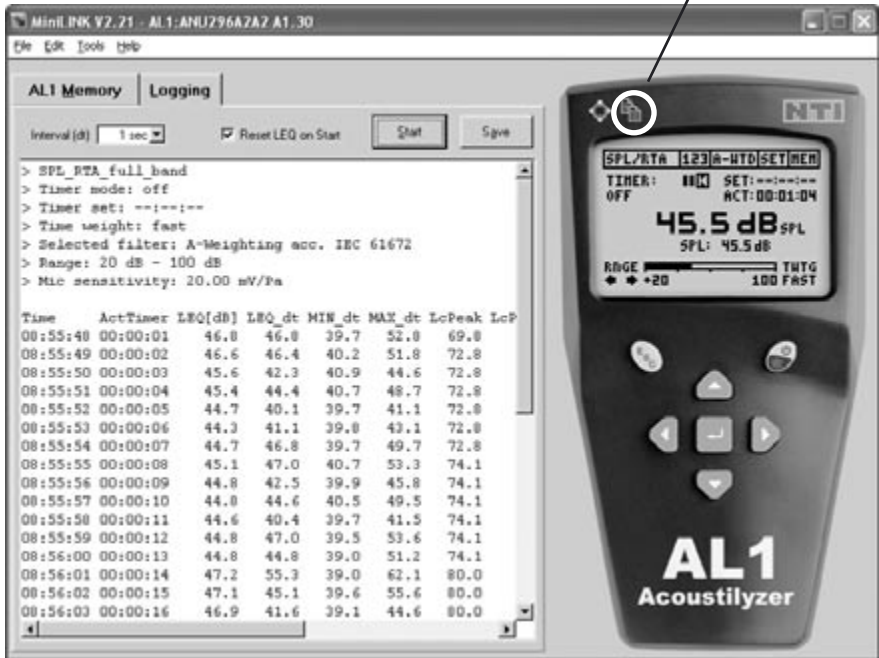 MiniLINK V2.21 - AL1:ANU296A2A2 A1.30
File Edit Tools Help
AL1 Memory Logging
Interval (dt) 1 sec Reset LEQ on Start Start Save
> SPL_RTA_full_band
> Timer mode: off
> Timer set: --:--:--
> Time weight: fast
> Selected filter: A-Weighting acc. IEC 61672
> Range: 20 dB - 100 dB
> Mic sensitivity: 20.00 mV/Pa
Time ActTimer LEQ[dB] LEQ_dt MIN_dt MAX_dt LcPeak LcP
08:55:48 00:00:01 46.8 46.8 39.7 52.8 69.8
08:55:49 00:00:02 46.6 46.4 40.2 51.8 72.8
08:55:50 00:00:03 45.6 42.3 40.9 44.6 72.8
08:55:51 00:00:04 45.4 44.4 40.7 48.7 72.8
08:55:52 00:00:05 44.7 40.1 39.7 41.1 72.8
08:55:53 00:00:06 44.3 41.1 39.8 43.1 72.8
08:55:54 00:00:07 44.7 46.8 39.7 49.7 72.8
08:55:55 00:00:08 45.1 47.0 40.7 53.3 74.1
08:55:56 00:00:09 44.8 42.5 39.9 45.8 74.1
08:55:57 00:00:10 44.8 44.6 40.5 49.5 74.1
08:55:58 00:00:11 44.6 40.4 39.7 41.5 74.1
08:55:59 00:00:12 44.8 47.0 39.5 53.6 74.1
08:56:00 00:00:13 44.8 44.8 39.0 51.2 74.1
08:56:01 00:00:14 47.2 55.3 39.0 62.1 80.0
08:56:02 00:00:15 47.1 45.1 39.6 55.6 80.0
08:56:03 00:00:16 46.9 41.6 39.1 44.6 80.0
NTI
SPL/RTA 123 A-WTD SET MEM
TIMER: SET:--:--:--
OFF ACT:00:01:04
45.5 dB SPL
SPL: 45.5 dB
RNGE TWTG
+20 100 FAST
ESC
AL1
Acoustilyzer